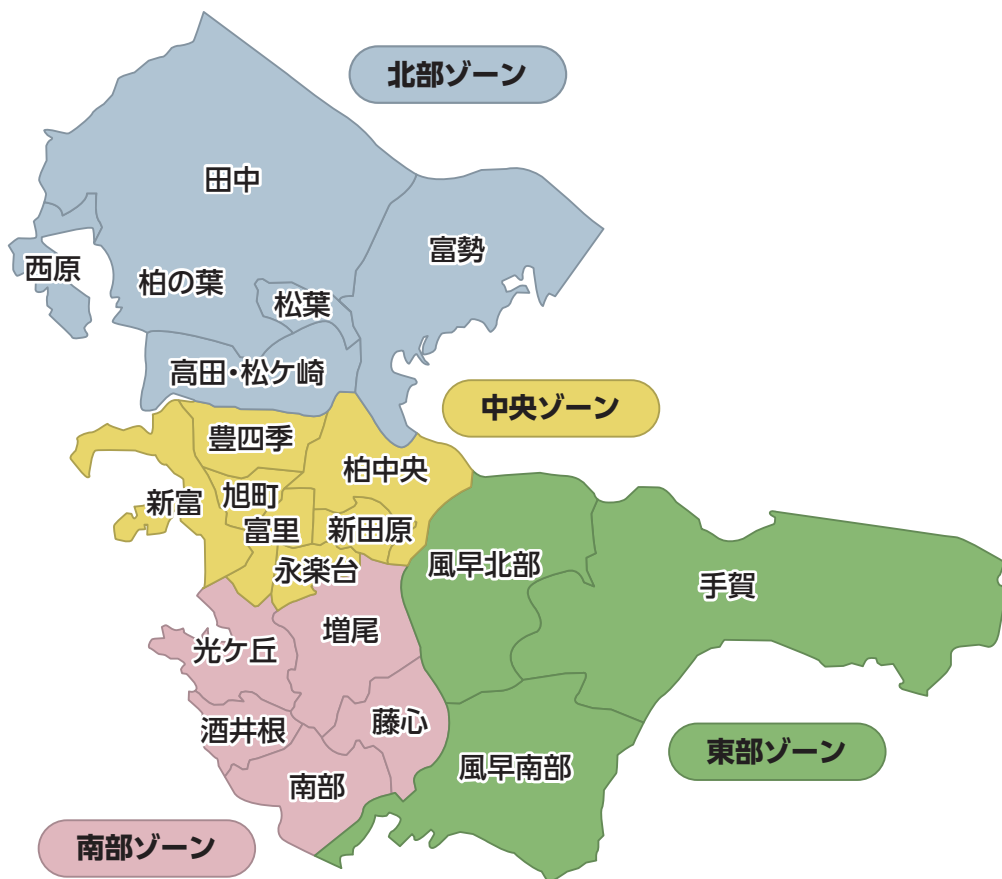 北部ゾーン
田中
富勢
西原
柏の葉
松葉
高田・松ケ崎
中央ゾーン
豊四季
柏中央
旭町
新富
富里
新田原
永楽台
風早北部
手賀
増尾
光ケ丘
藤心
酒井根
東部ゾーン
風早南部
南部
南部ゾーン